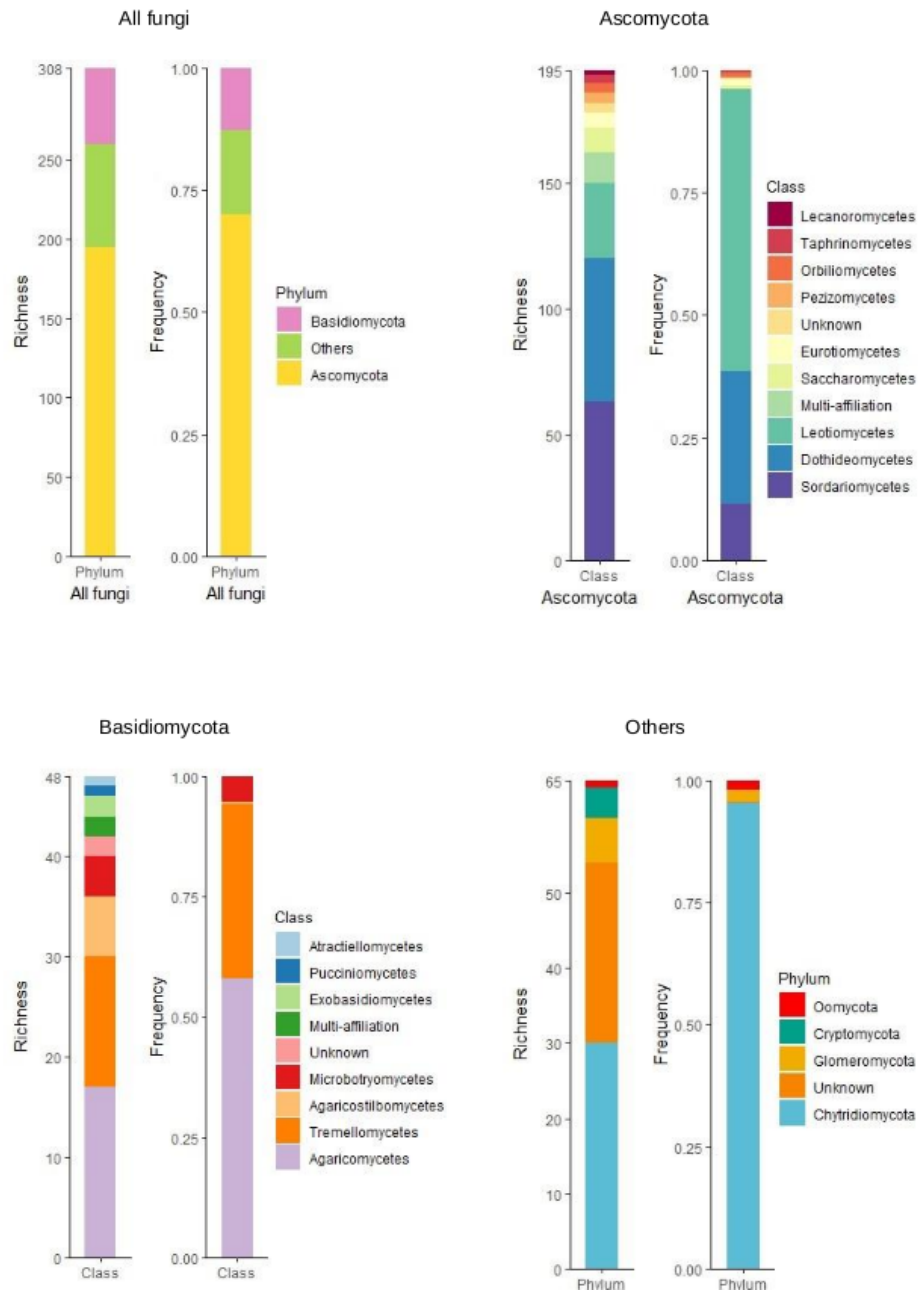 All fungi
308
250
200
150
100
50
0
Richness
Phylum
All fungi
1.00
0.75
0.50
0.25
0.00
Frequency
Phylum
All fungi
Phylum
Basidiomycota
Others
Ascomycota
Ascomycota
195
150
100
50
0
Richness
Class
Ascomycota
1.00
0.75
0.50
0.25
0.00
Frequency
Class
Ascomycota
Class
Lecanoromycetes
Taphrinomycetes
Orbiliomycetes
Pezizomycetes
Unknown
Eurotiomycetes
Saccharomycetes
Multi-affiliation
Leotiomycetes
Dothideomycetes
Sordariomycetes
Basidiomycota
48
40
30
20
10
0
Richness
Class
1.00
0.75
0.50
0.25
0.00
Frequency
Class
Class
Atractiellomycetes
Pucciniomycetes
Exobasidiomycetes
Multi-affiliation
Unknown
Microbotryomycetes
Agaricostilbomycetes
Tremellomycetes
Agaricomycetes
Others
65
50
40
30
20
10
0
Richness
Phylum
1.00
0.75
0.50
0.25
0.00
Frequency
Phylum
Phylum
Oomycota
Cryptomycota
Glomeromycota
Unknown
Chytridiomycota